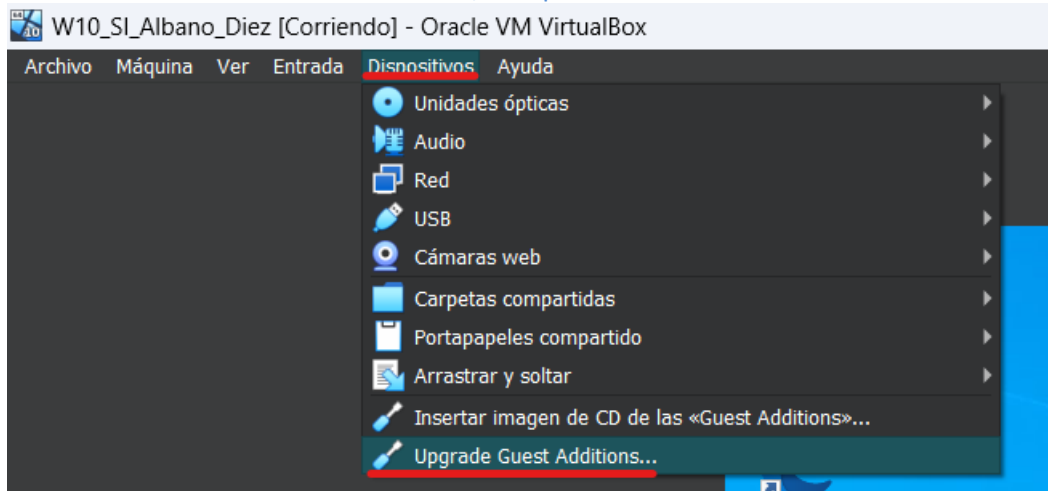 W10_SI_Albano_Diez [Corriendo] - Oracle VM VirtualBox
Archivo Máquina Ver Entrada Dispositivos Ayuda
Unidades ópticas
Audio
Red
USB
Cámaras web
Carpetas compartidas
Portapapeles compartido
Arrastrar y soltar
Insertar imagen de CD de las «Guest Additions»...
Upgrade Guest Additions...